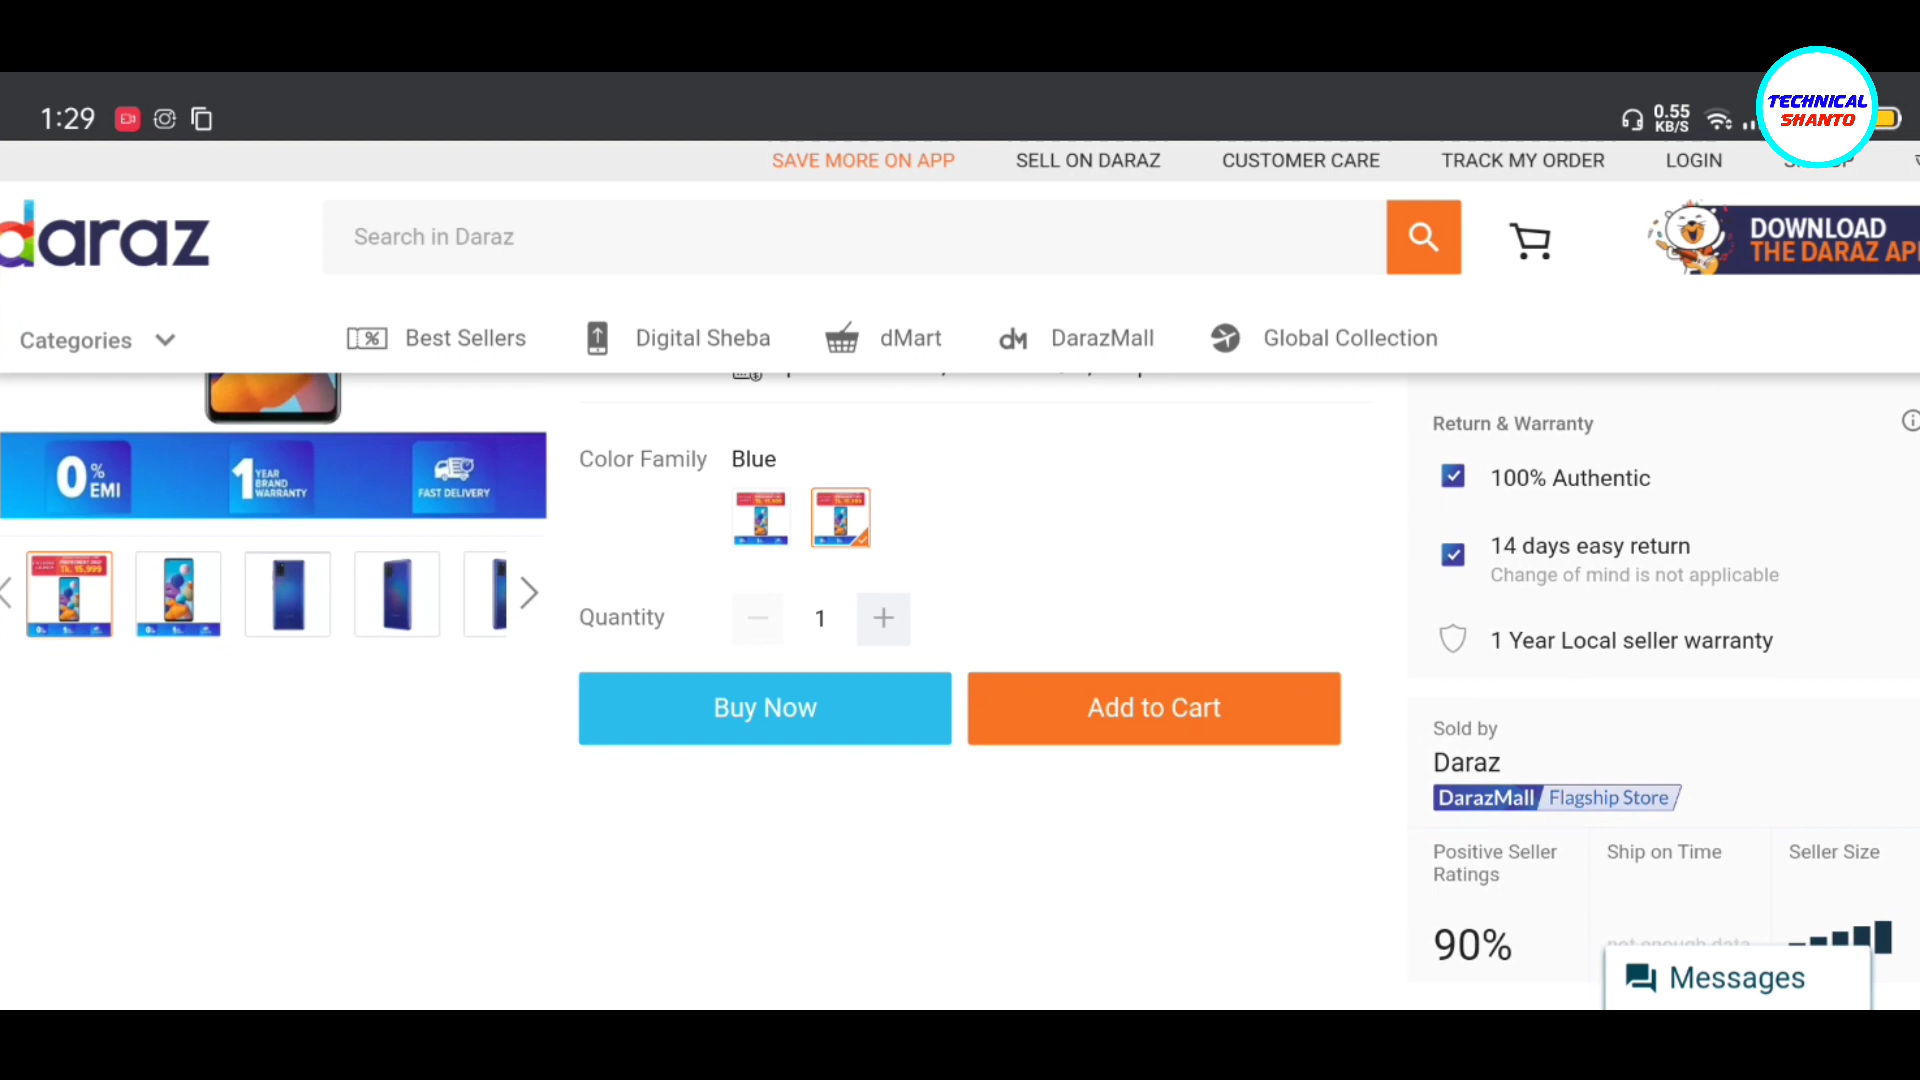 1:29
0.55
KB/S
TECHNICAL
SHANTO
SAVE MORE ON APP
SELL ON DARAZ
CUSTOMER CARE
TRACK MY ORDER
LOGIN
daraz
Search in Daraz
DOWNLOAD
THE DARAZ
Categories
Best Sellers
Digital Sheba
dMart
DarazMall
Global Collection
0% EMI
1 YEAR BRAND WARRANTY
FAST DELIVERY
Color Family
Blue
Tk. 15,999
Quantity
1
Buy Now
Add to Cart
Return & Warranty
100% Authentic
14 days easy return
Change of mind is not applicable
1 Year Local seller warranty
Sold by
Daraz
DarazMall Flagship Store
Positive Seller
Ratings
Ship on Time
Seller Size
90%
Messages